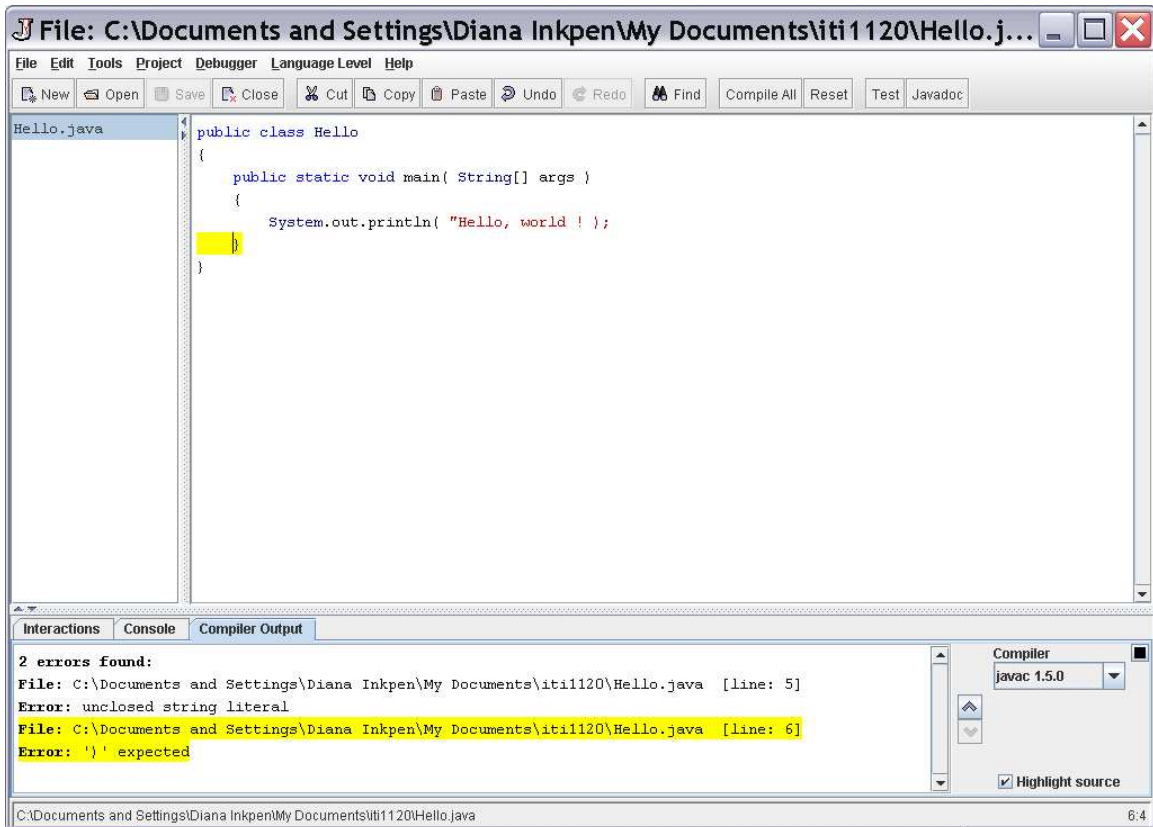 File: C:\Documents and Settings\Diana Inkpen\My Documents\iti1120\Hello.j...
File Edit Tools Project Debugger Language Level Help
New Open Save Close Cut Copy Paste Undo Redo Find Compile All Reset Test Javadoc
Hello.java
public class Hello
{
    public static void main( String[] args )
    {
        System.out.println( "Hello, world ! );
    }
}
Interactions Console Compiler Output
2 errors found:
File: C:\Documents and Settings\Diana Inkpen\My Documents\iti1120\Hello.java [line: 5]
Error: unclosed string literal
File: C:\Documents and Settings\Diana Inkpen\My Documents\iti1120\Hello.java [line: 6]
Error: ')' expected
Compiler
javac 1.5.0
Highlight source
C:\Documents and Settings\Diana Inkpen\My Documents\iti1120\Hello.java 6:4